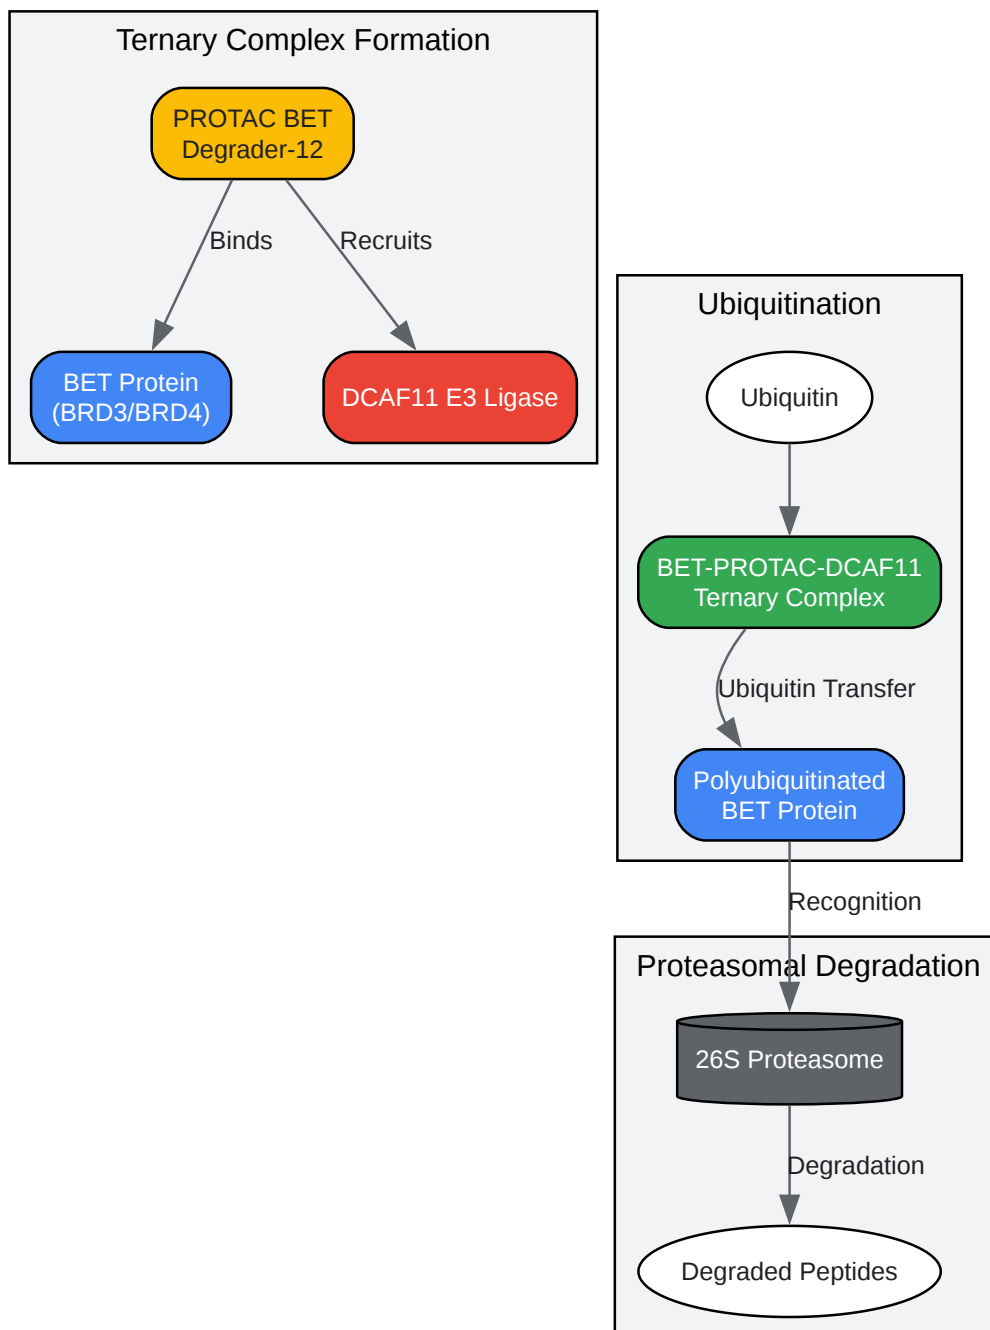 Ternary Complex Formation
PROTAC BET
Degrader-12
Binds
Recruits
BET Protein
(BRD3/BRD4)
DCAF11 E3 Ligase
Ubiquitination
Ubiquitin
BET-PROTAC-DCAF11
Ternary Complex
Ubiquitin Transfer
Polyubiquitinated
BET Protein
Recognition
Proteasomal Degradation
26S Proteasome
Degradation
Degraded Peptides